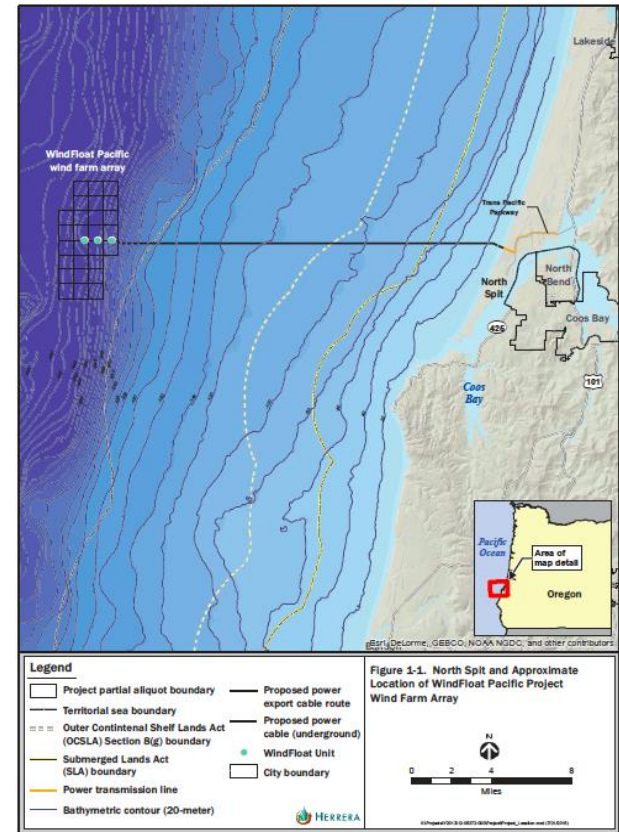 Lakeside
WindFloat Pacific
wind farm array
Trans Pacific
Parkway
North
Spit
North
Bend
Coos Bay
Coos
Bay
101
Pacific
Ocean
Area of
map detail
Oregon
Esri, DeLorme, GEBCO, NOAA NGDC, and other contributors
Legend
Project partial aliquot boundary
Territorial sea boundary
Outer Contintenal Shelf Lands Act
(OCSLA) Section 8(g) boundary
Submerged Lands Act
(SLA) boundary
Power transmission line
Bathymetric contour (20-meter)
Proposed power
export cable route
Proposed power
cable (underground)
WindFloat Unit
City boundary
HERRERA
Figure 1-1. North Spit and Approximate
Location of WindFloat Pacific Project
Wind Farm Array
N
0 2 4 8
Miles